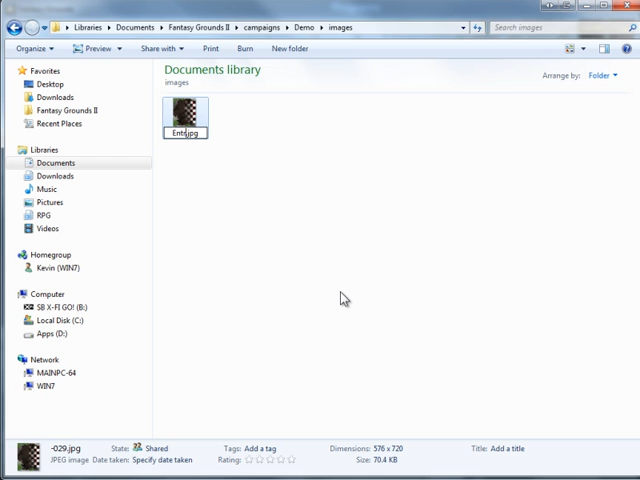 Libraries Documents Fantasy Grounds II campaigns Demo images
Search images
Organize Preview Share with Print Burn New folder
Favorites
Desktop
Downloads
Fantasy Grounds II
Recent Places
Libraries
Documents
Downloads
Music
Pictures
RPG
Videos
Homegroup
Kevin (WIN7)
Computer
SB X-FI GO! (B:)
Local Disk (C:)
Apps (D:)
Network
MAINPC-64
WIN7
Documents library
images
Arrange by: Folder
Entr.jpg
-029.jpg State: Shared Tags: Add a tag Dimensions: 576 x 720 Title: Add a title
JPEG image Date taken: Specify date taken Rating: Size: 70.4 KB